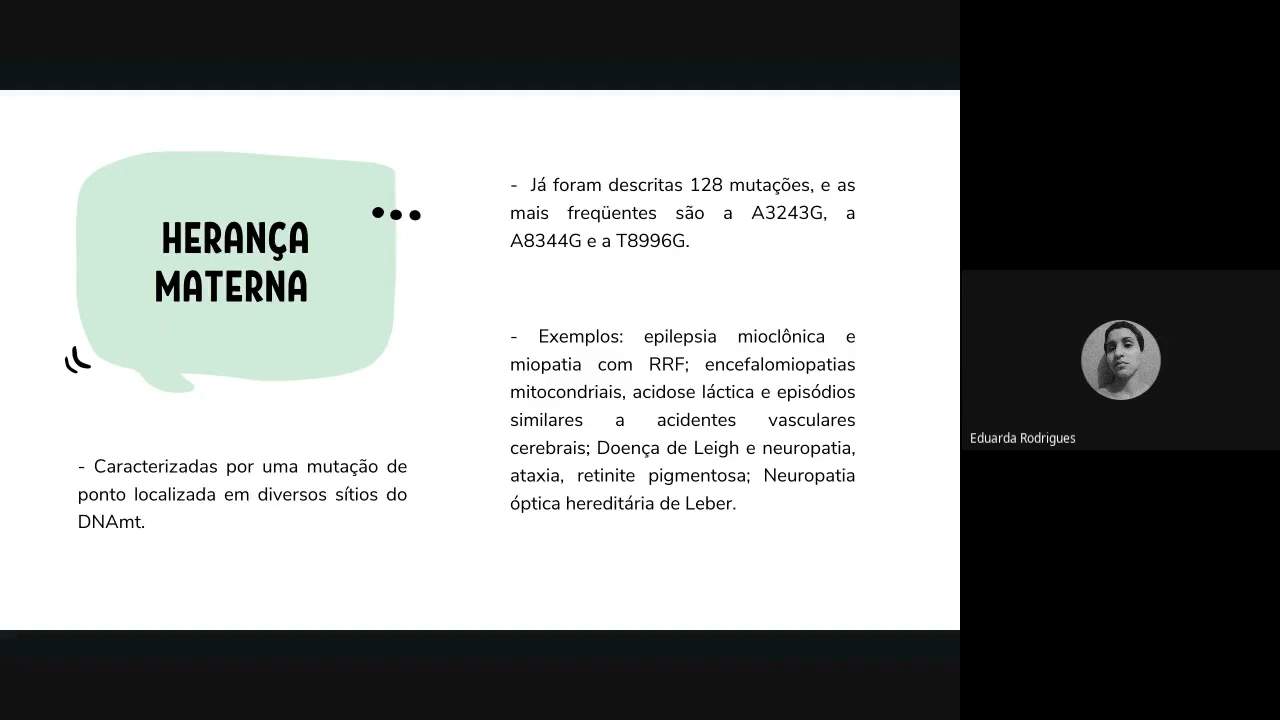 HERANÇA
MATERNA
- Caracterizadas por uma mutação de
ponto localizada em diversos sítios do
DNAmt.
- Já foram descritas 128 mutações, e as
mais freqüentes são a A3243G, a
A8344G e a T8996G.
- Exemplos: epilepsia mioclônica e
miopatia com RRF; encefalomiopatias
mitocondriais, acidose láctica e episódios
similares a acidentes vasculares
cerebrais; Doença de Leigh e neuropatia,
ataxia, retinite pigmentosa; Neuropatia
óptica hereditária de Leber.
Eduarda Rodrigues